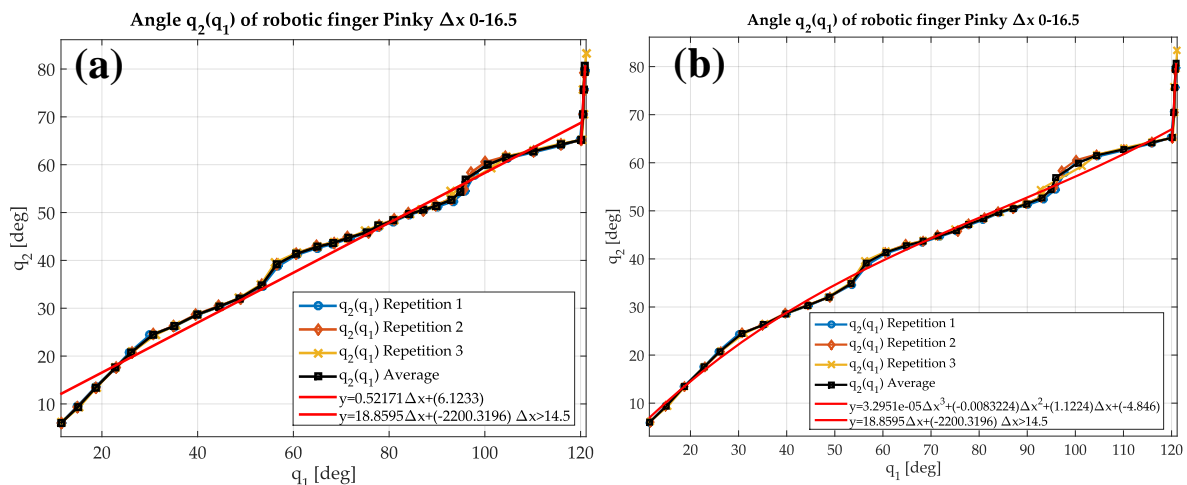 Angle q2(q1) of robotic finger Pinky Δx 0-16.5
(a)
80
70
60
50
40
30
20
10
q2 [deg]
20
40
60
80
100
120
q1 [deg]
q2(q1) Repetition 1
q2(q1) Repetition 2
q2(q1) Repetition 3
q2(q1) Average
y=0.52171Δx+(6.1233)
y=18.8595Δx+(-2200.3196) Δx>14.5
Angle q2(q1) of robotic finger Pinky Δx 0-16.5
(b)
80
70
60
50
40
30
20
10
q2 [deg]
20
30
40
50
60
70
80
90
100
110
120
q1 [deg]
q2(q1) Repetition 1
q2(q1) Repetition 2
q2(q1) Repetition 3
q2(q1) Average
y=3.2951e-05Δx³+(-0.0083224)Δx²+(1.1224)Δx+(-4.846)
y=18.8595Δx+(-2200.3196) Δx>14.5